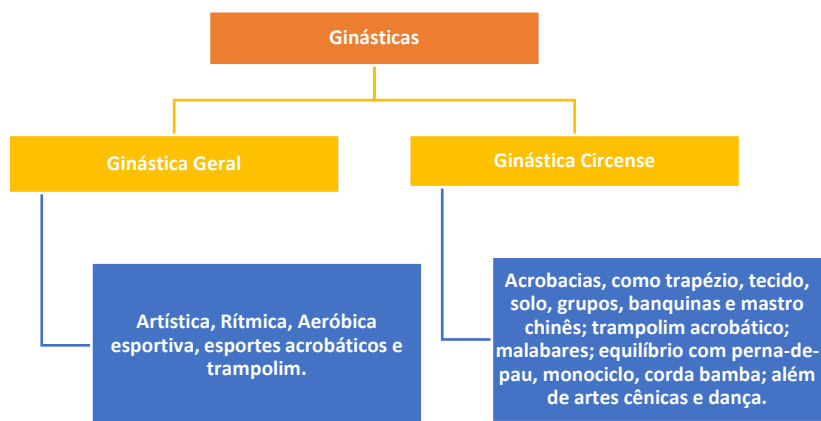 Ginásticas
Ginástica Geral
Ginástica Circense
Artística, Rítmica, Aeróbica
esportiva, esportes acrobáticos e
trampolim.
Acrobacias, como trapézio, tecido,
solo, grupos, banquinas e mastro
chinês; trampolim acrobático;
malabares; equilíbrio com perna-de-
pau, monociclo, corda bamba; além
de artes cênicas e dança.